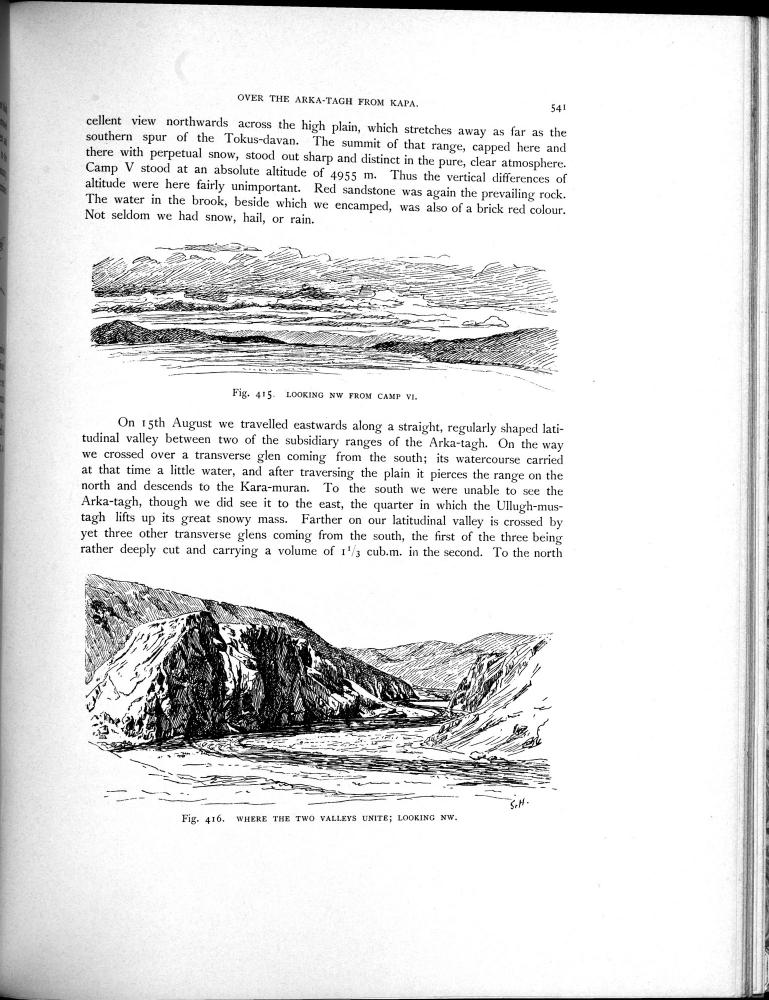 OVER THE ARKA-TAGH FROM KAPA.
541
cellent view northwards across the high plain, which stretches away as far as the
southern spur of the Tokus-davan. The summit of that range, capped here and
there with perpetual snow, stood out sharp and distinct in the pure, clear atmosphere.
Camp V stood at an absolute altitude of 4955 m. Thus the vertical differences of
altitude were here fairly unimportant. Red sandstone was again the prevailing rock.
The water in the brook, beside which we encamped, was also of a brick red colour.
Not seldom we had snow, hail, or rain.
Fig. 415. LOOKING NW FROM CAMP VI.
On 15th August we travelled eastwards along a straight, regularly shaped lati-
tudinal valley between two of the subsidiary ranges of the Arka-tagh. On the way
we crossed over a transverse glen coming from the south; its watercourse carried
at that time a little water, and after traversing the plain it pierces the range on the
north and descends to the Kara-muran. To the south we were unable to see the
Arka-tagh, though we did see it to the east, the quarter in which the Ullugh-mus-
tagh lifts up its great snowy mass. Farther on our latitudinal valley is crossed by
yet three other transverse glens coming from the south, the first of the three being
rather deeply cut and carrying a volume of 1 1/3 cub.m. in the second. To the north
S.H.
Fig. 416. WHERE THE TWO VALLEYS UNITE; LOOKING NW.